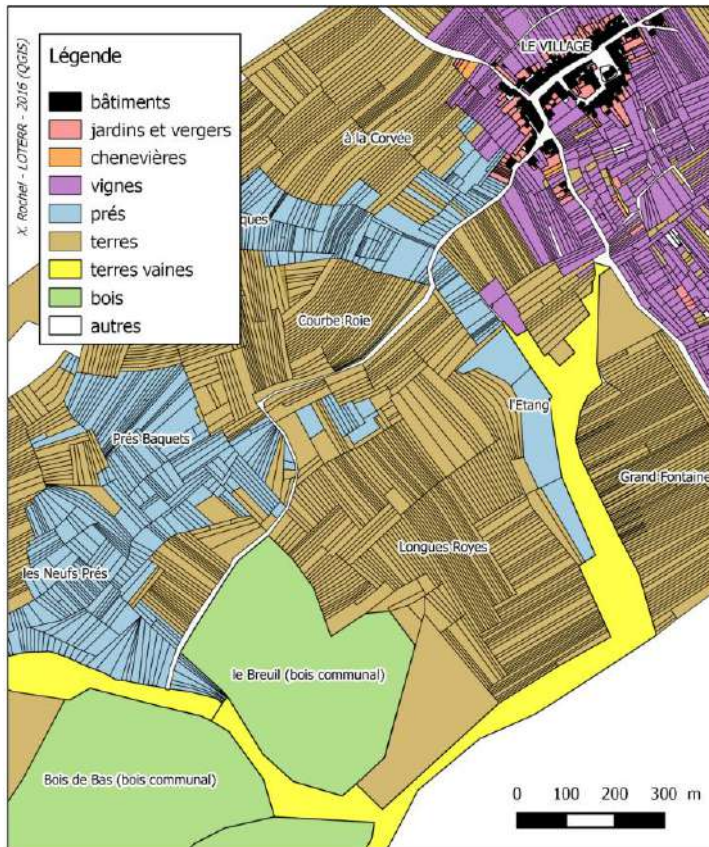 X. Rochel - LOTERR - 2016 (QGIS)
Légende
bâtiments
jardins et vergers
chenevières
vignes
prés
terres
terres vaines
bois
autres
LE VILLAGE
à la Corvée
ques
Courbe Roie
l'Etang
Prés Baquets
Grand Fontaine
Longues Royes
les Neufs Prés
le Breuil (bois communal)
Bois de Bas (bois communal)
0 100 200 300 m